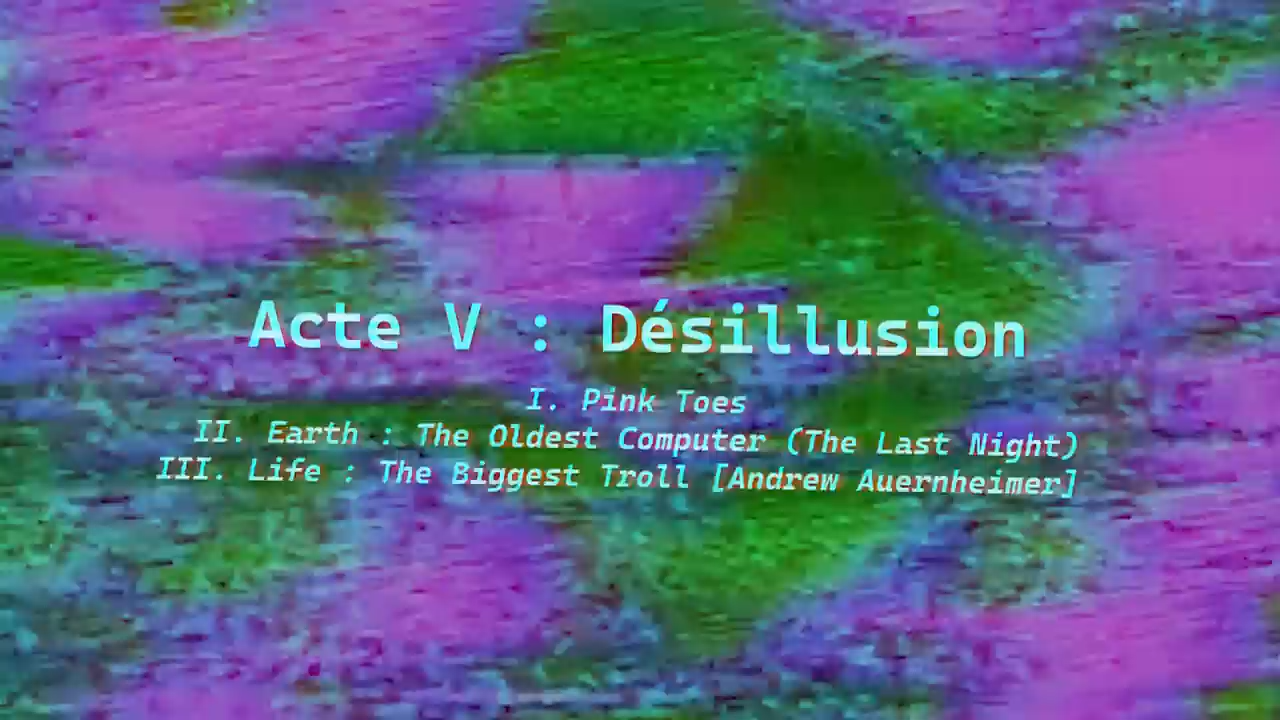 Acte V : Désillusion
I. Pink Toes
II. Earth : The Oldest Computer (The Last Night)
III. Life : The Biggest Troll [Andrew Auernheimer]